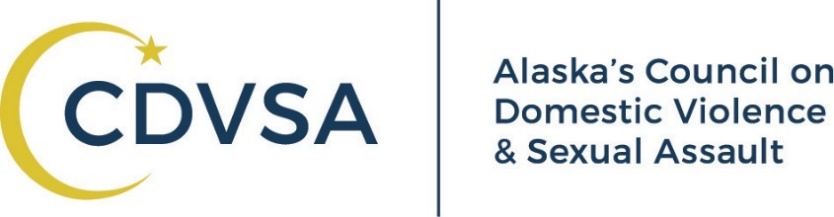 CDVSA
Alaska's Council on
Domestic Violence
& Sexual Assault